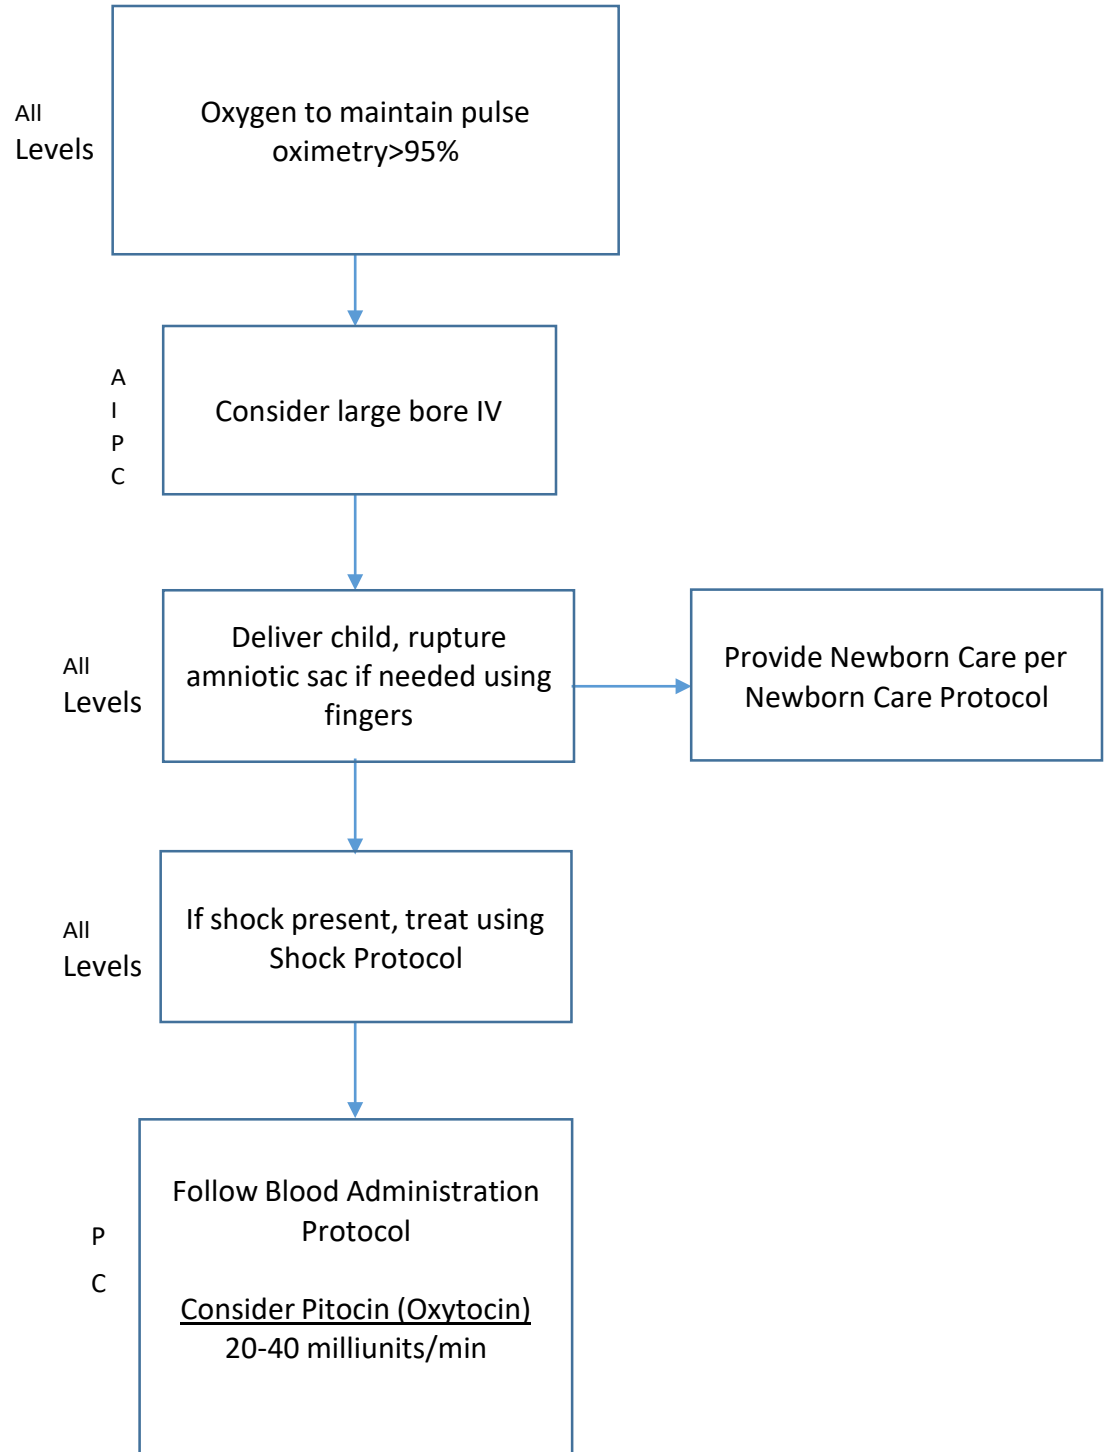 All
Levels
Oxygen to maintain pulse
oximetry>95%
A
I
P
C
Consider large bore IV
All
Levels
Deliver child, rupture
amniotic sac if needed using
fingers
Provide Newborn Care per
Newborn Care Protocol
All
Levels
If shock present, treat using
Shock Protocol
P
C
Follow Blood Administration
Protocol
Consider Pitocin (Oxytocin)
20-40 milliunits/min